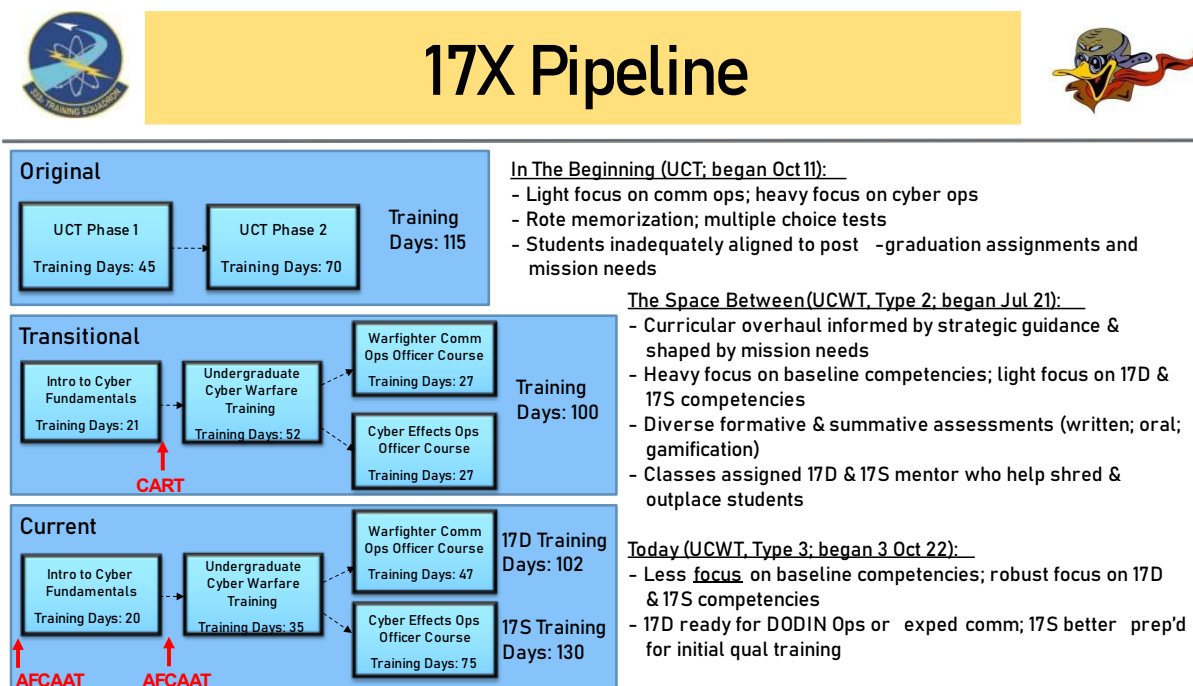 17X Pipeline
333D TRAINING SQUADRON
Original
UCT Phase 1
Training Days: 45
UCT Phase 2
Training Days: 70
Training
Days: 115
In The Beginning (UCT; began Oct 11):
- Light focus on comm ops; heavy focus on cyber ops
- Rote memorization; multiple choice tests
- Students inadequately aligned to post -graduation assignments and
mission needs
Transitional
Intro to Cyber
Fundamentals
Training Days: 21
CART
Undergraduate
Cyber Warfare
Training
Training Days: 52
Warfighter Comm
Ops Officer Course
Training Days: 27
Cyber Effects Ops
Officer Course
Training Days: 27
Training
Days: 100
The Space Between (UCWT, Type 2; began Jul 21):
- Curricular overhaul informed by strategic guidance &
shaped by mission needs
- Heavy focus on baseline competencies; light focus on 17D &
17S competencies
- Diverse formative & summative assessments (written; oral;
gamification)
- Classes assigned 17D & 17S mentor who help shred &
outplace students
Current
Intro to Cyber
Fundamentals
Training Days: 20
AFCAAT
AFCAAT
Undergraduate
Cyber Warfare
Training
Training Days: 35
Warfighter Comm
Ops Officer Course
Training Days: 47
Cyber Effects Ops
Officer Course
Training Days: 75
17D Training
Days: 102
17S Training
Days: 130
Today (UCWT, Type 3; began 3 Oct 22):
- Less focus on baseline competencies; robust focus on 17D
& 17S competencies
- 17D ready for DODIN Ops or exped comm; 17S better prep'd
for initial qual training